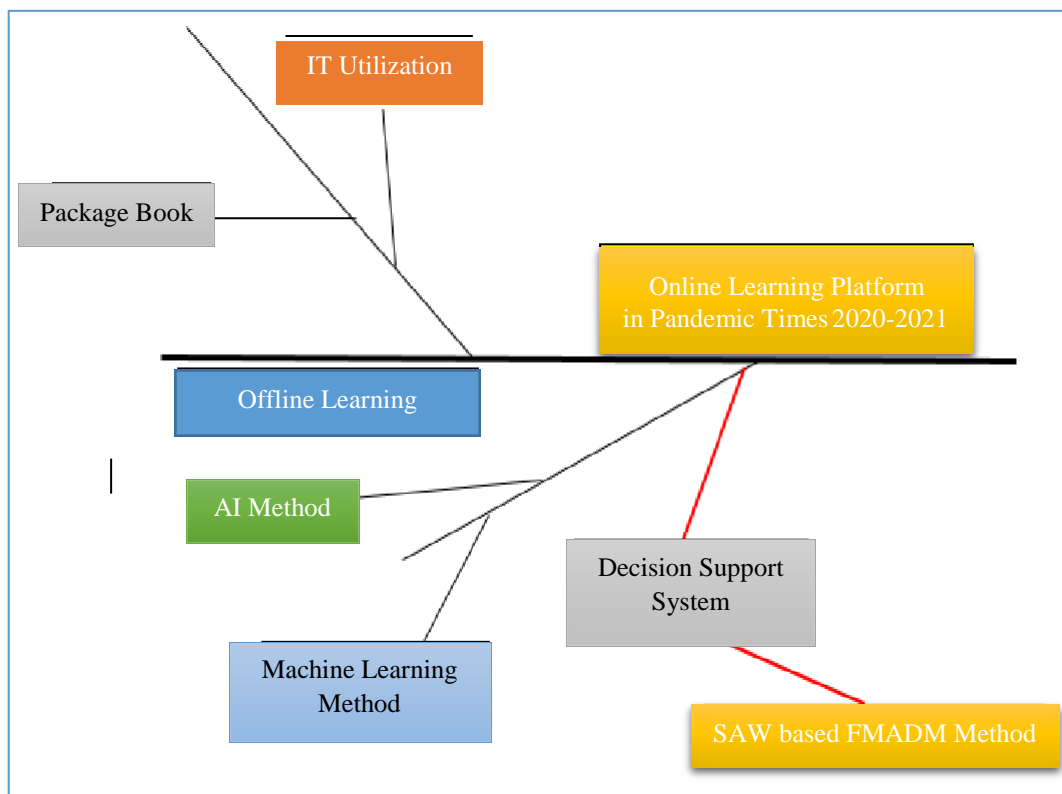 IT Utilization
Package Book
Online Learning Platform
in Pandemic Times 2020-2021
Offline Learning
AI Method
Decision Support
System
Machine Learning
Method
SAW based FMADM Method